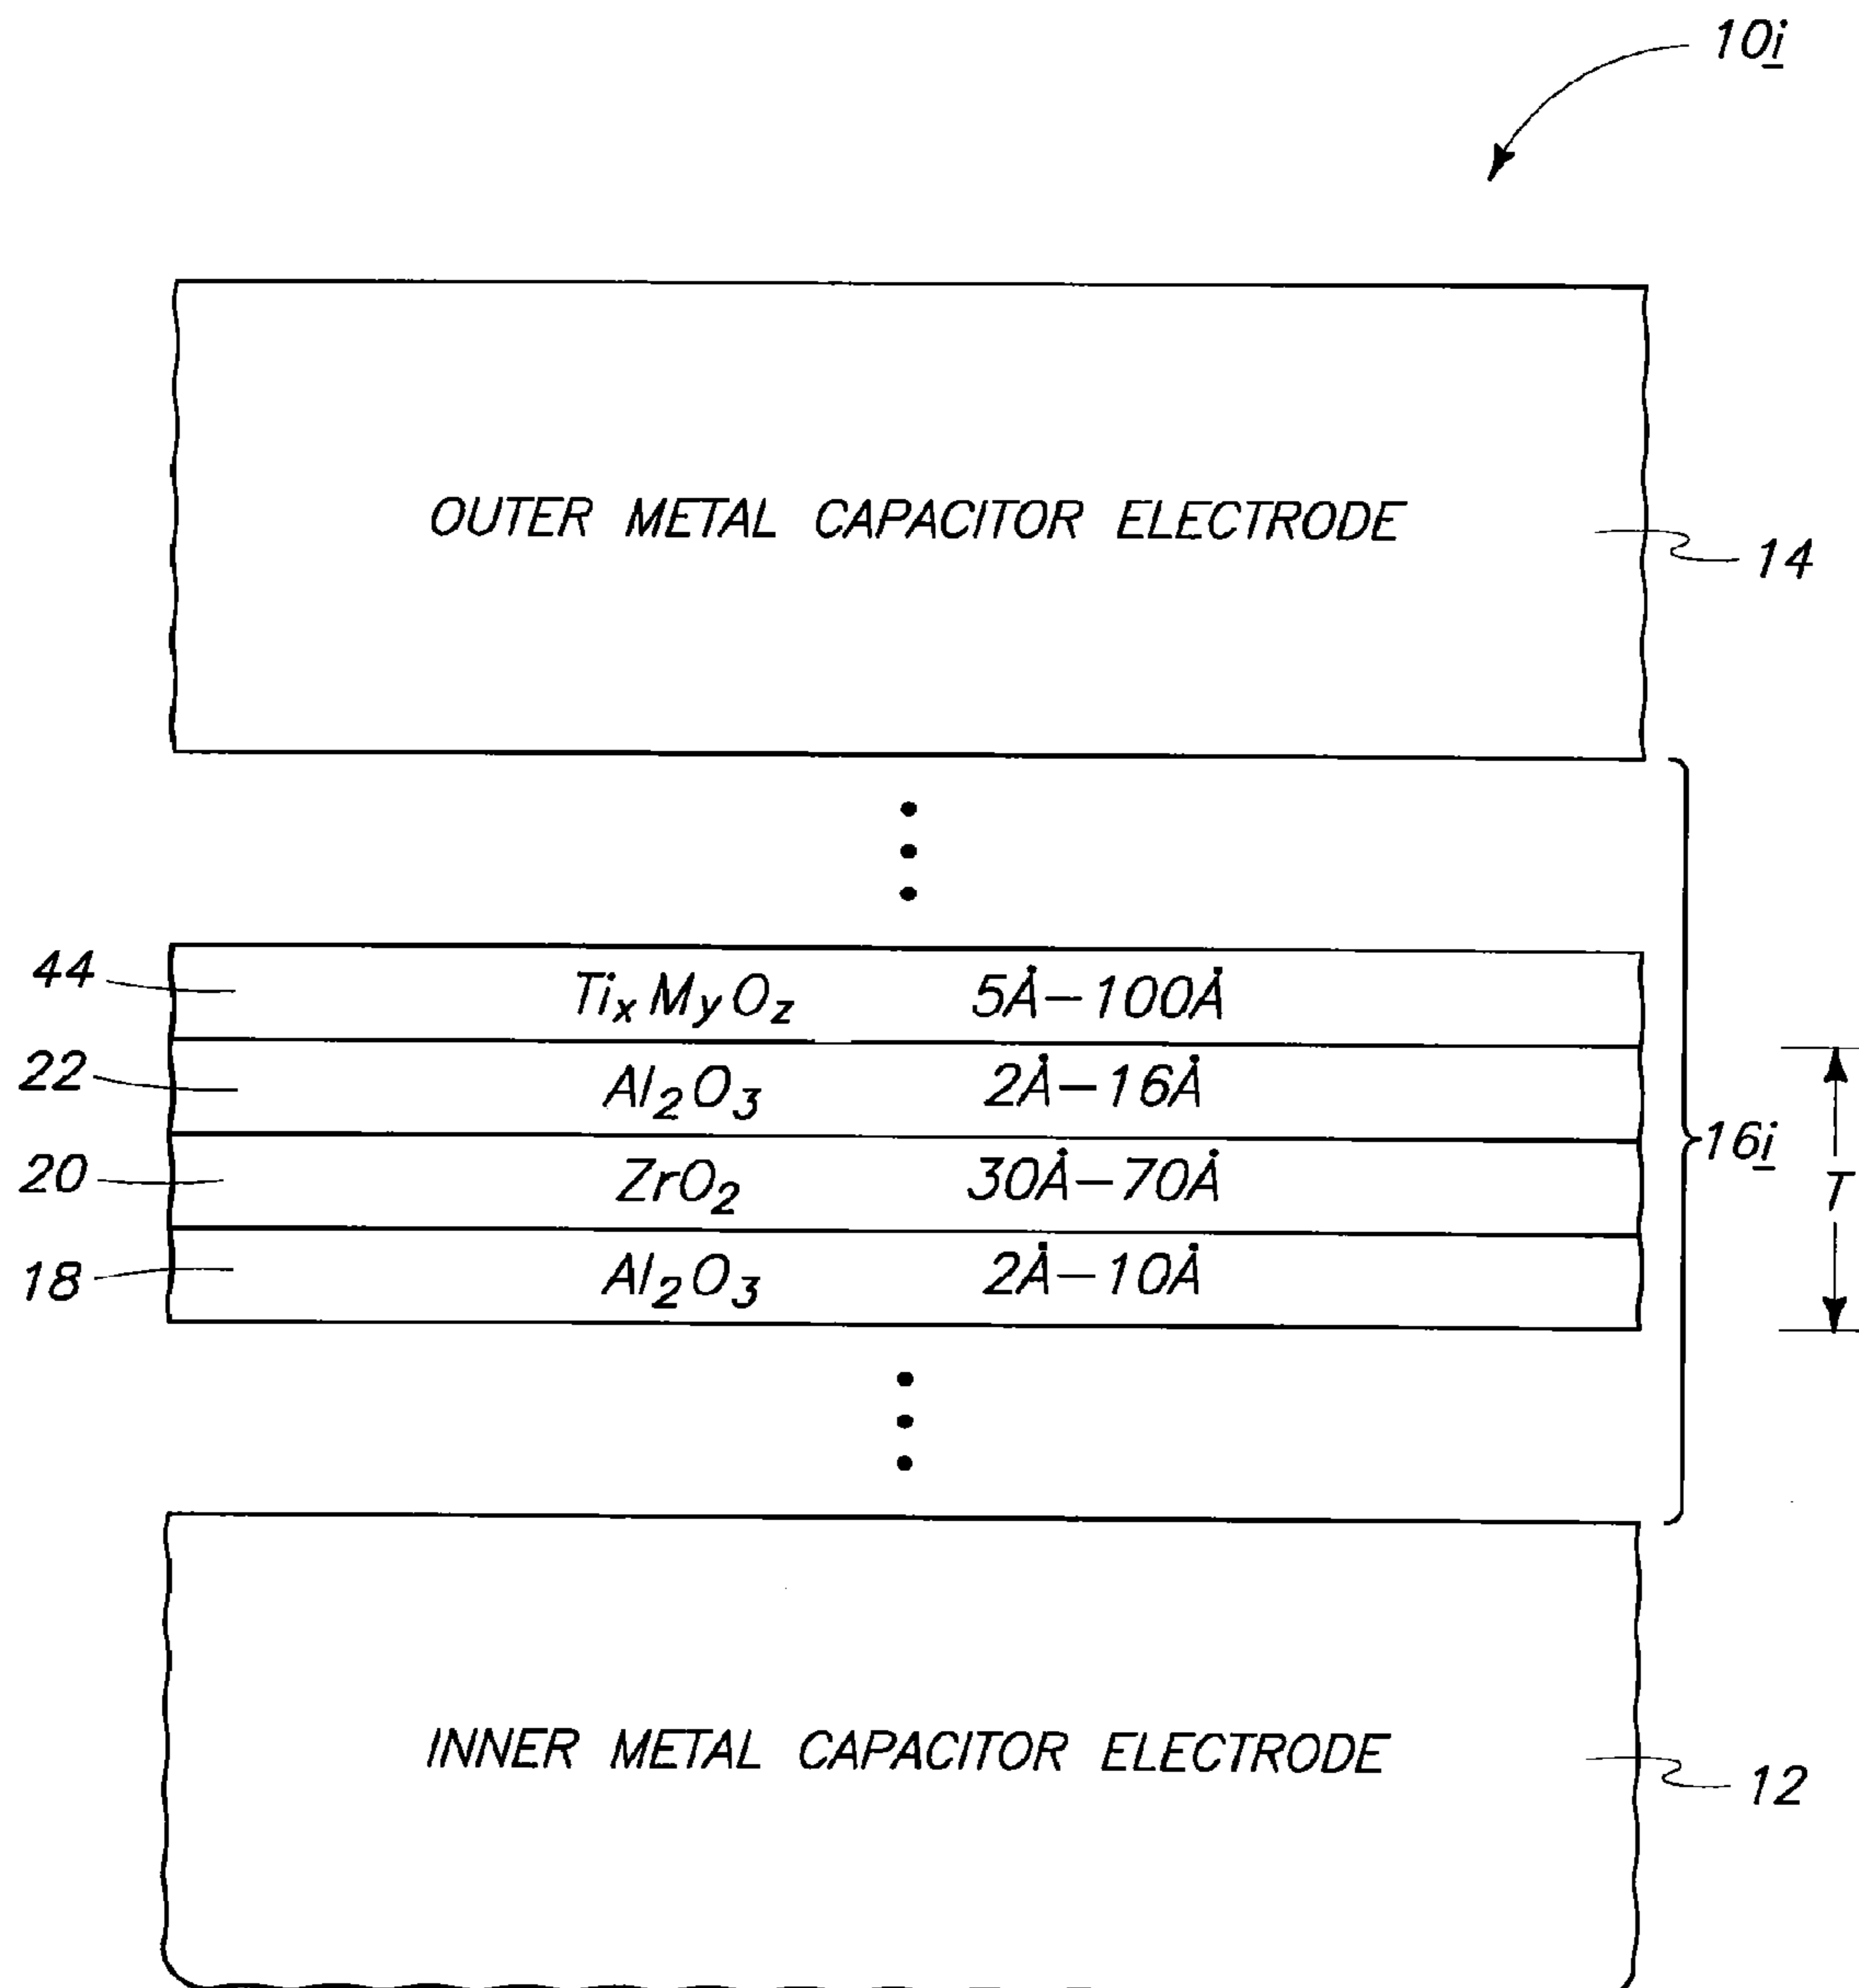 10i
OUTER METAL CAPACITOR ELECTRODE
14
44 TiₓMyO_z 5Å–100Å
22 Al₂O₃ 2Å–16Å
20 ZrO₂ 30Å–70Å
18 Al₂O₃ 2Å–10Å
16i
T
INNER METAL CAPACITOR ELECTRODE
12